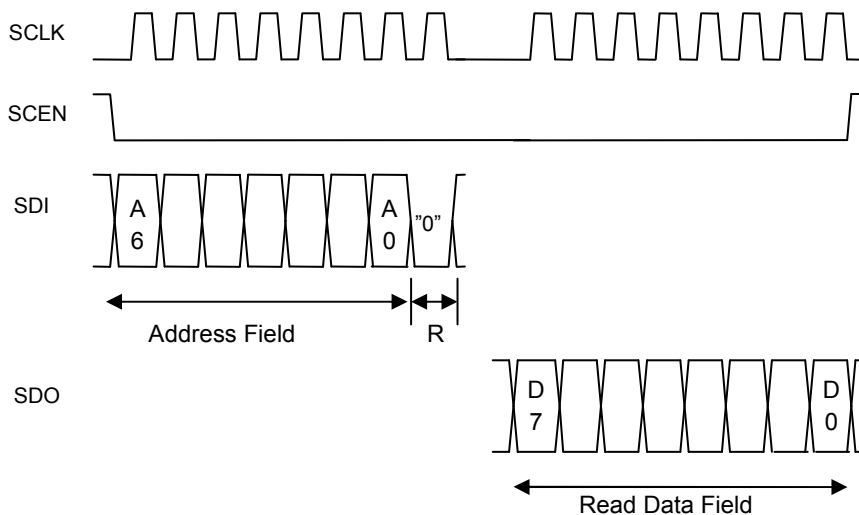 SCLK
SCEN
SDI
A
6
A
0
”0”
Address Field
R
SDO
D
7
D
0
Read Data Field